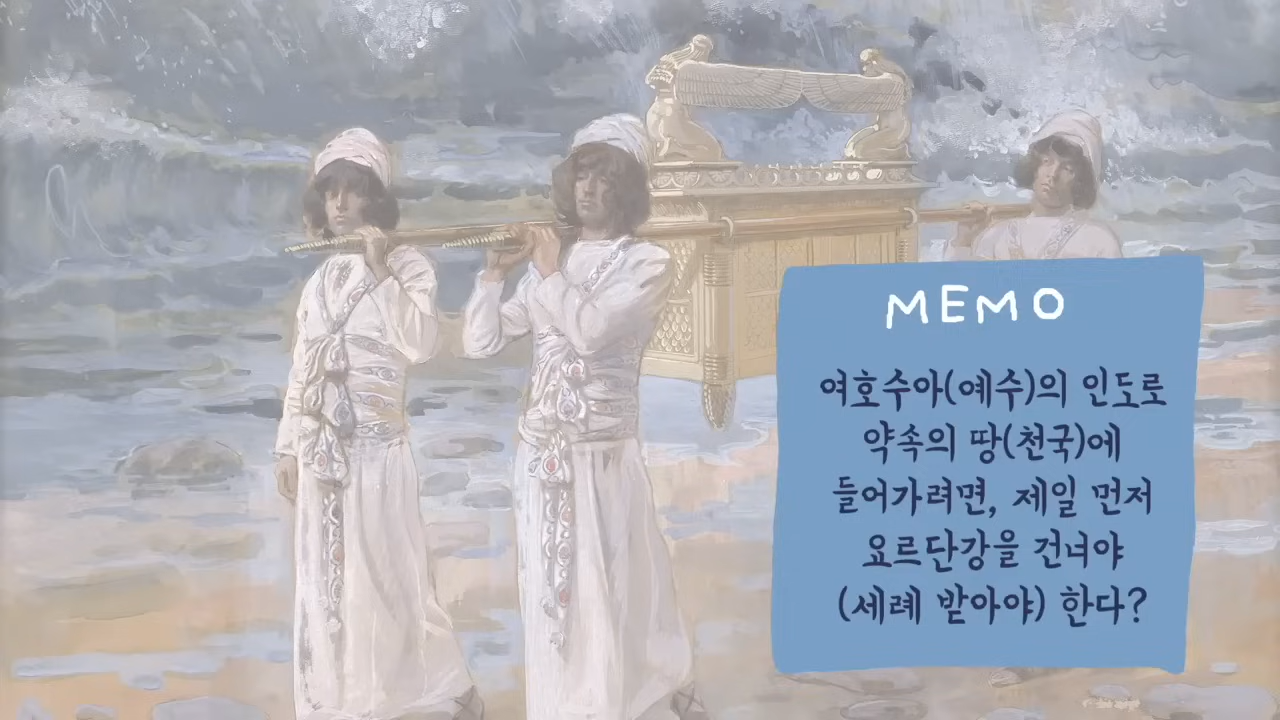 MEMO
여호수아(예수)의 인도로
약속의 땅(천국)에
들어가려면, 제일 먼저
요르단강을 건너야
(세례 받아야) 한다?